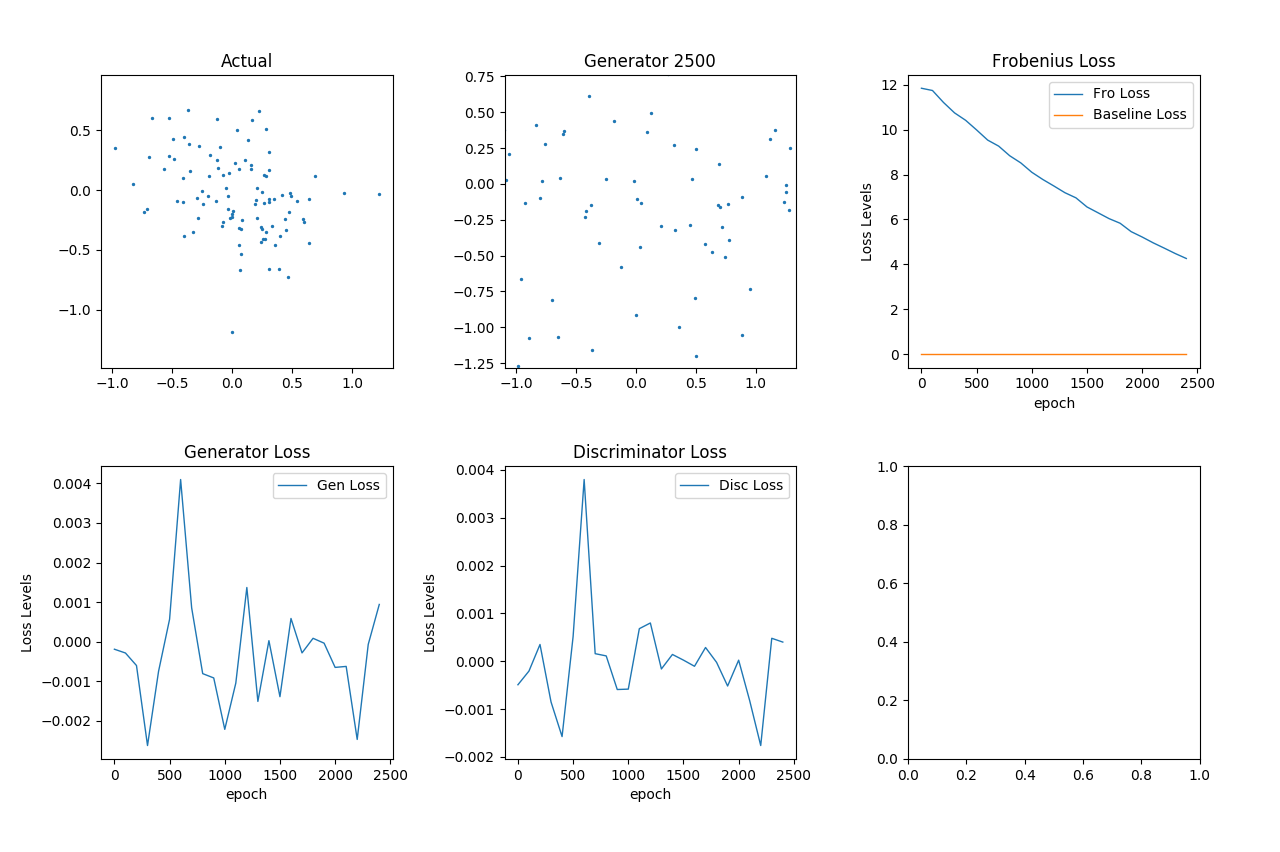 Actual
0.5
0.0
−0.5
−1.0
−1.0 −0.5 0.0 0.5 1.0
Generator 2500
0.75
0.50
0.25
0.00
−0.25
−0.50
−0.75
−1.00
−1.25
−1.0 −0.5 0.0 0.5 1.0
Frobenius Loss
Fro Loss
Baseline Loss
Loss Levels
12
10
8
6
4
2
0
0 500 1000 1500 2000 2500
epoch
Generator Loss
Gen Loss
Loss Levels
0.004
0.003
0.002
0.001
0.000
−0.001
−0.002
0 500 1000 1500 2000 2500
epoch
Discriminator Loss
Disc Loss
Loss Levels
0.004
0.003
0.002
0.001
0.000
−0.001
−0.002
0 500 1000 1500 2000 2500
epoch
1.0
0.8
0.6
0.4
0.2
0.0
0.0 0.2 0.4 0.6 0.8 1.0